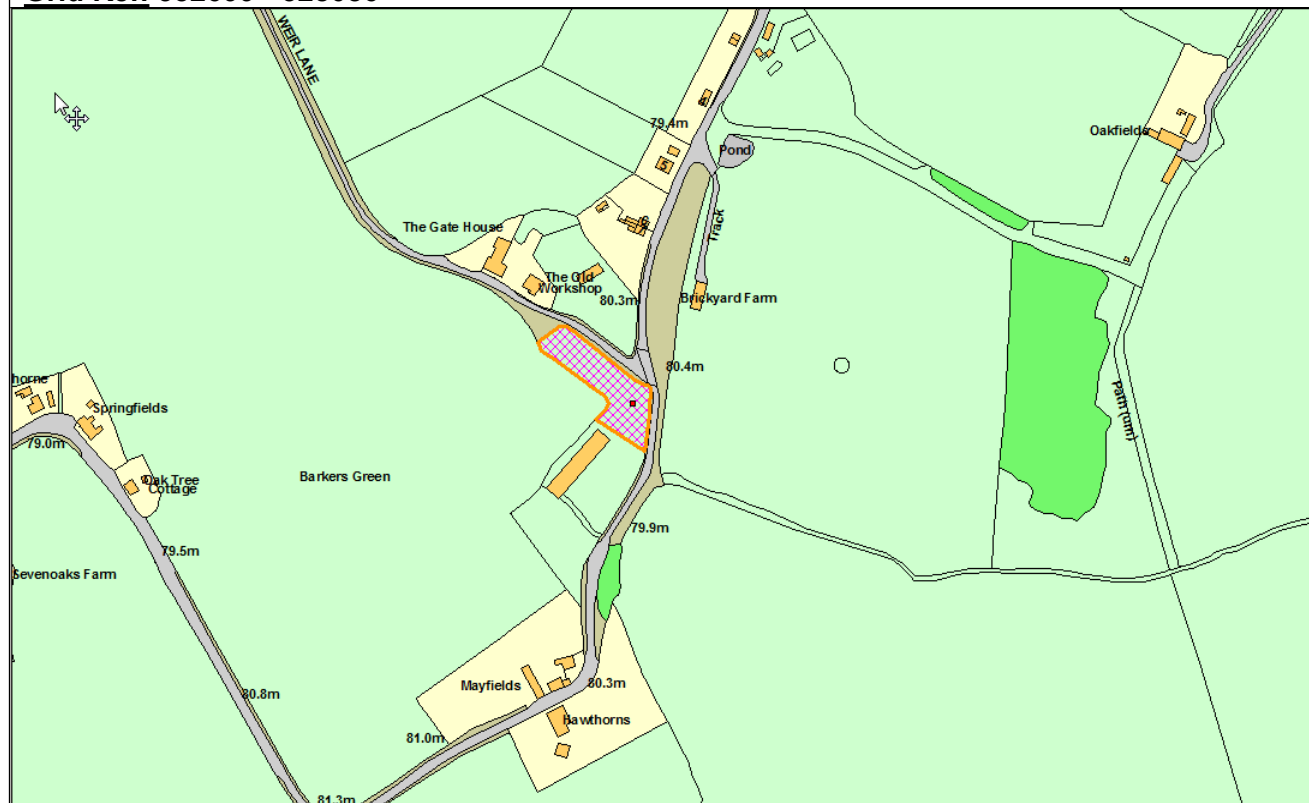 WEIR LANE
79.4m
5
Pond
Oakfields
The Gate House
Track
The Old
Workshop
80.3m
Brickyard Farm
80.4m
Path (um)
horne
Springfields
79.0m
Oak Tree
Cottage
Barkers Green
79.5m
79.9m
Sevenoaks Farm
Mayfields
80.3m
80.8m
Hawthorns
81.0m
81.3m